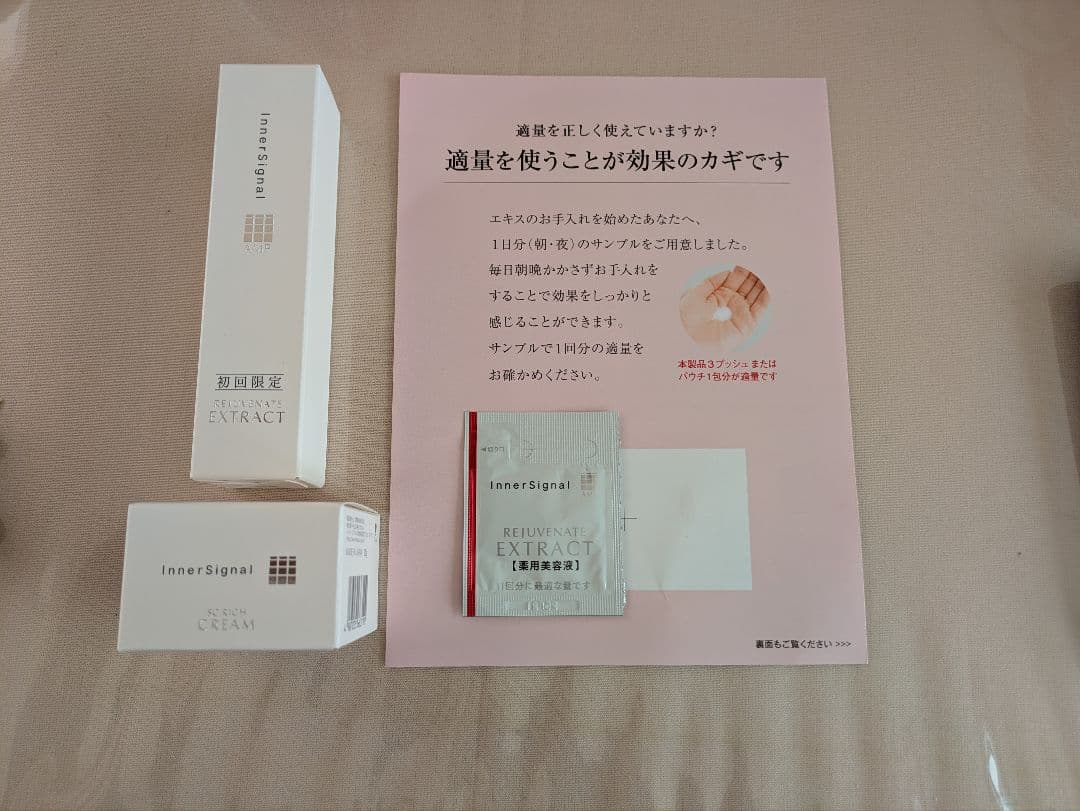 InnerSignal
AMP
初回限定
REJUVENATE
EXTRACT
InnerSignal
SC RICH
CREAM
適量を正しく使えていますか?
適量を使うことが効果のカギです
エキスのお手入れを始めたあなたへ、
1日分(朝・夜)のサンプルをご用意しました。
毎日朝晩かかさずお手入れを
することで効果をしっかりと
感じることができます。
サンプルで1回分の適量を
お確かめください。
本製品3プッシュまたは
パウチ1包分が適量です
InnerSignal
REJUVENATE
EXTRACT
【薬用美容液】
1回分に最適な量です
裏面もご覧ください >>>